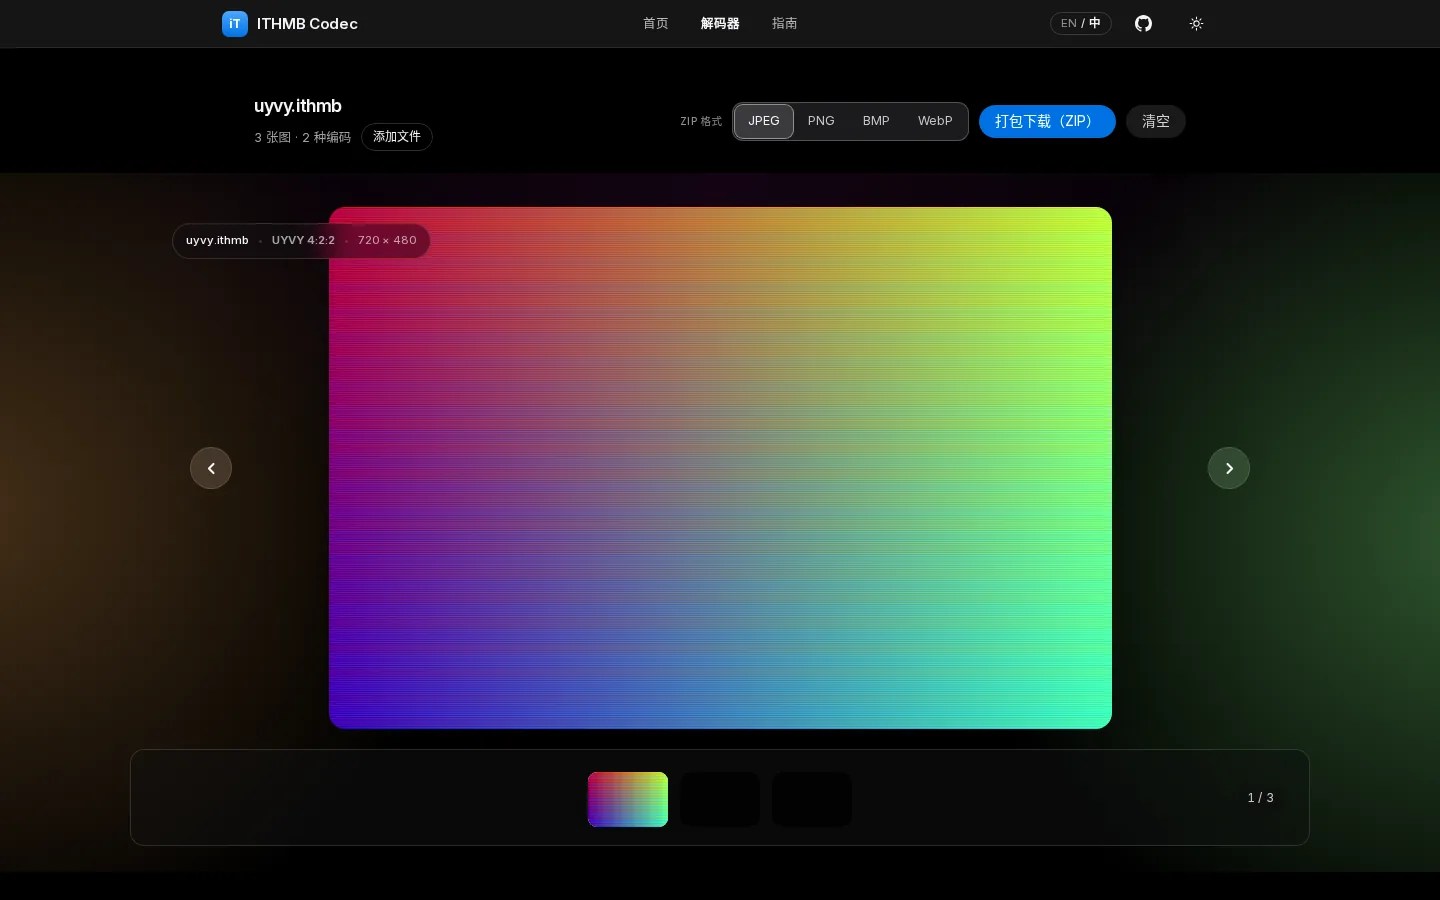 iT ITHMB Codec 首页 解码器 指南 EN / 中
uyvy.ithmb
3 张图 · 2 种编码 添加文件
ZIP 格式 JPEG PNG BMP WebP 打包下载（ZIP） 清空
uyvy.ithmb · UYVY 4:2:2 · 720 × 480
1 / 3